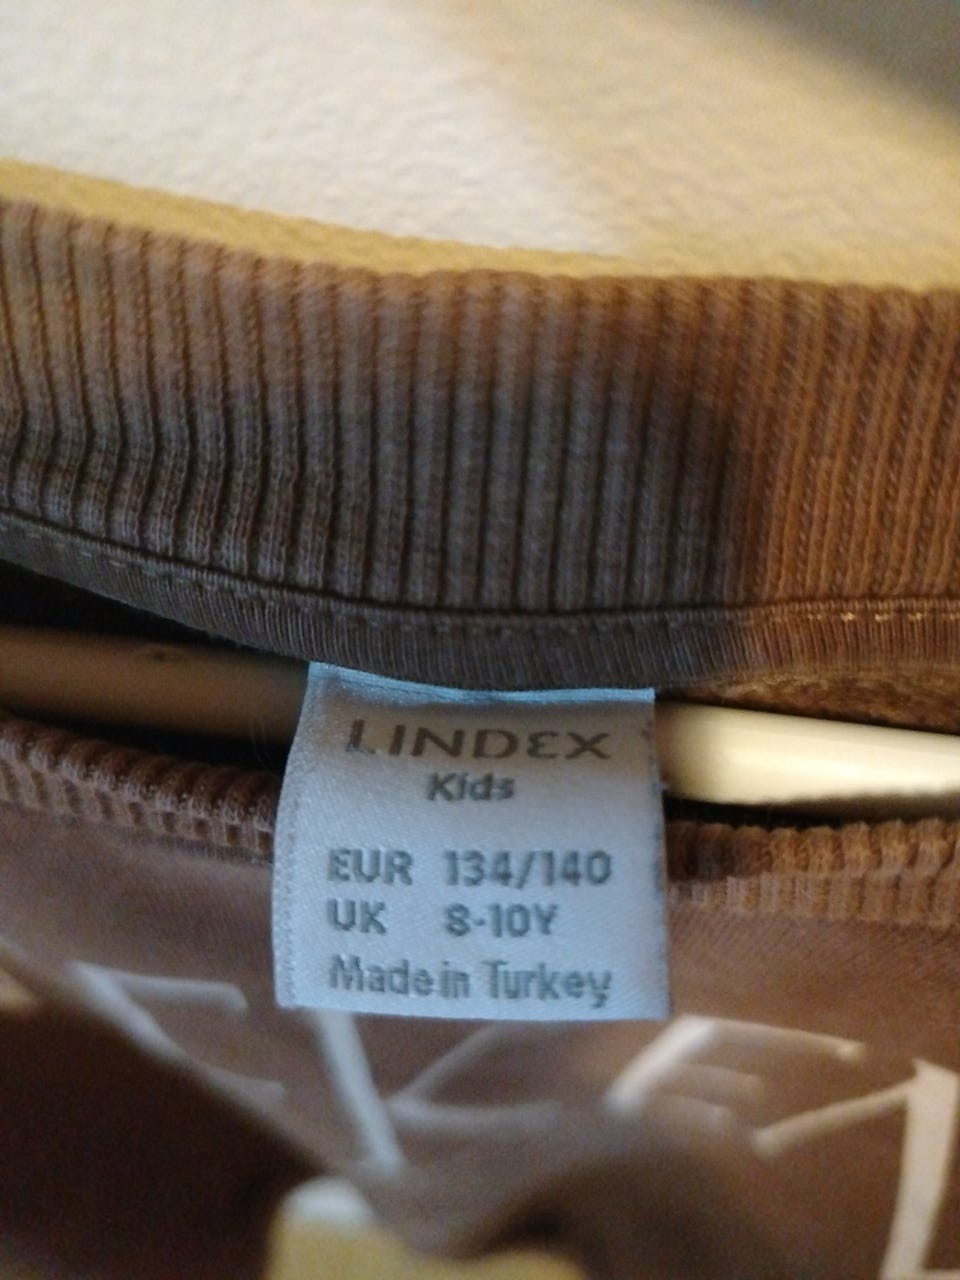 LINDEX
Kids
EUR 134/140
UK 8-10Y
Made in Turkey